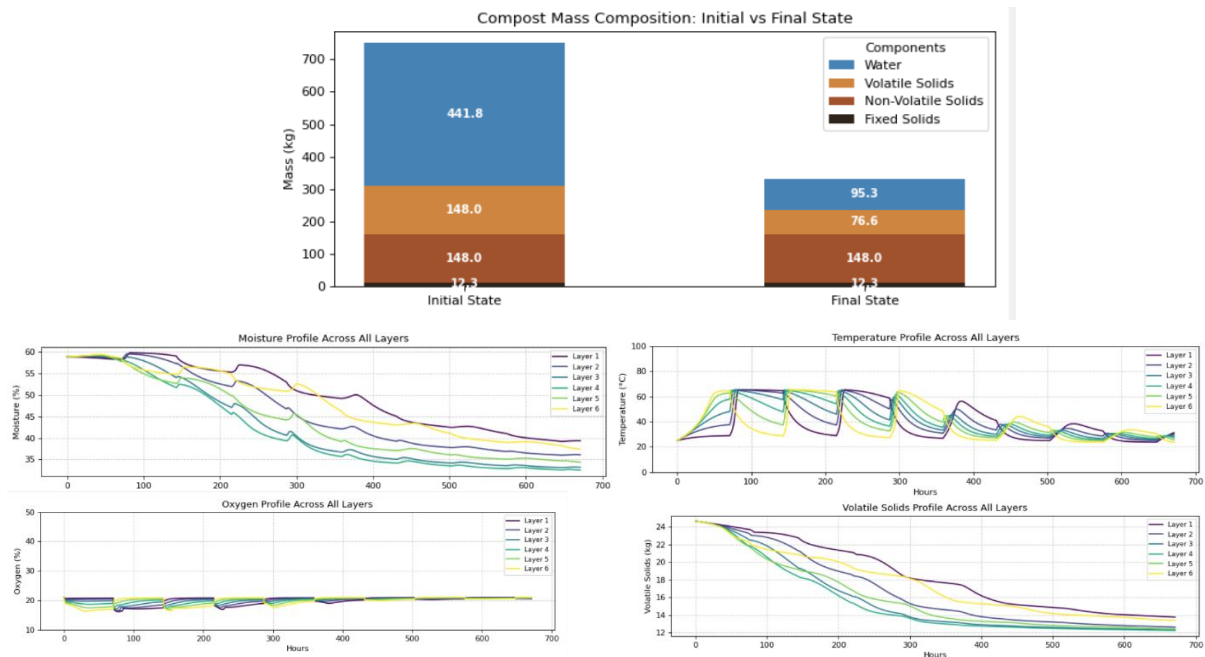 Compost Mass Composition: Initial vs Final State
Mass (kg)
700
600
500
400
300
200
100
0
441.8
148.0
148.0
12.3
95.3
76.6
148.0
12.3
Initial State
Final State
Components
Water
Volatile Solids
Non-Volatile Solids
Fixed Solids
Moisture Profile Across All Layers
Moisture (%)
60
55
50
45
40
35
0 100 200 300 400 500 600 700
Layer 1
Layer 2
Layer 3
Layer 4
Layer 5
Layer 6
Temperature Profile Across All Layers
Temperature (°C)
100
80
60
40
20
0
0 100 200 300 400 500 600 700
Hours
Layer 1
Layer 2
Layer 3
Layer 4
Layer 5
Layer 6
Oxygen Profile Across All Layers
Oxygen (%)
50
40
30
20
10
0 100 200 300 400 500 600 700
Hours
Layer 1
Layer 2
Layer 3
Layer 4
Layer 5
Layer 6
Volatile Solids Profile Across All Layers
Volatile Solids (kg)
24
22
20
18
16
14
12
0 100 200 300 400 500 600 700
Hours
Layer 1
Layer 2
Layer 3
Layer 4
Layer 5
Layer 6